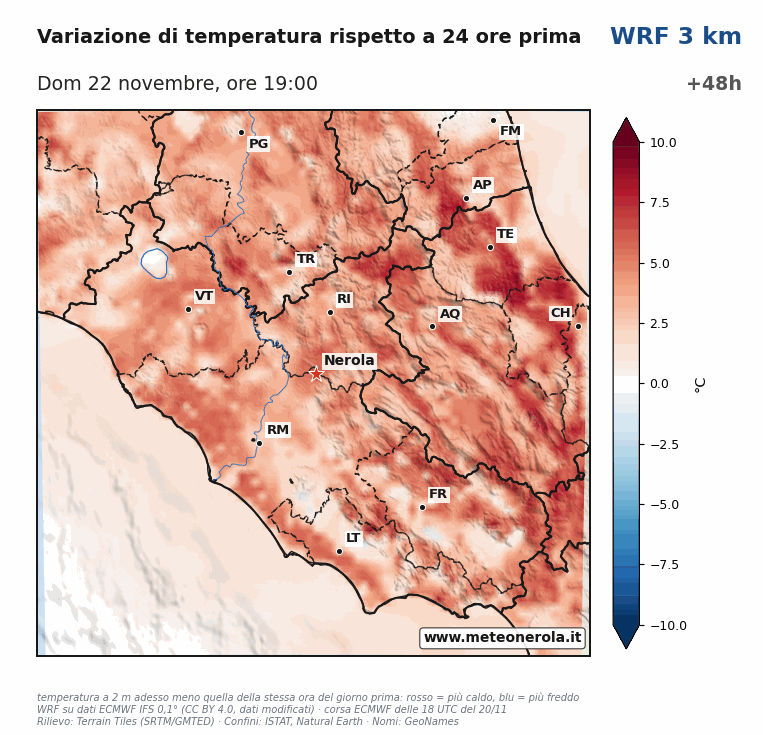 Variazione di temperatura rispetto a 24 ore prima
WRF 3 km
Dom 22 novembre, ore 19:00
+48h
FM
PG
AP
TE
TR
VT
RI
AQ
CH
Nerola
RM
FR
LT
www.meteonerola.it
10.0
7.5
5.0
2.5
0.0
−2.5
−5.0
−7.5
−10.0
°C
temperatura a 2 m adesso meno quella della stessa ora del giorno prima: rosso = più caldo, blu = più freddo
WRF su dati ECMWF IFS 0,1° (CC BY 4.0, dati modificati) · corsa ECMWF delle 18 UTC del 20/11
Rilievo: Terrain Tiles (SRTM/GMTED) · Confini: ISTAT, Natural Earth · Nomi: GeoNames